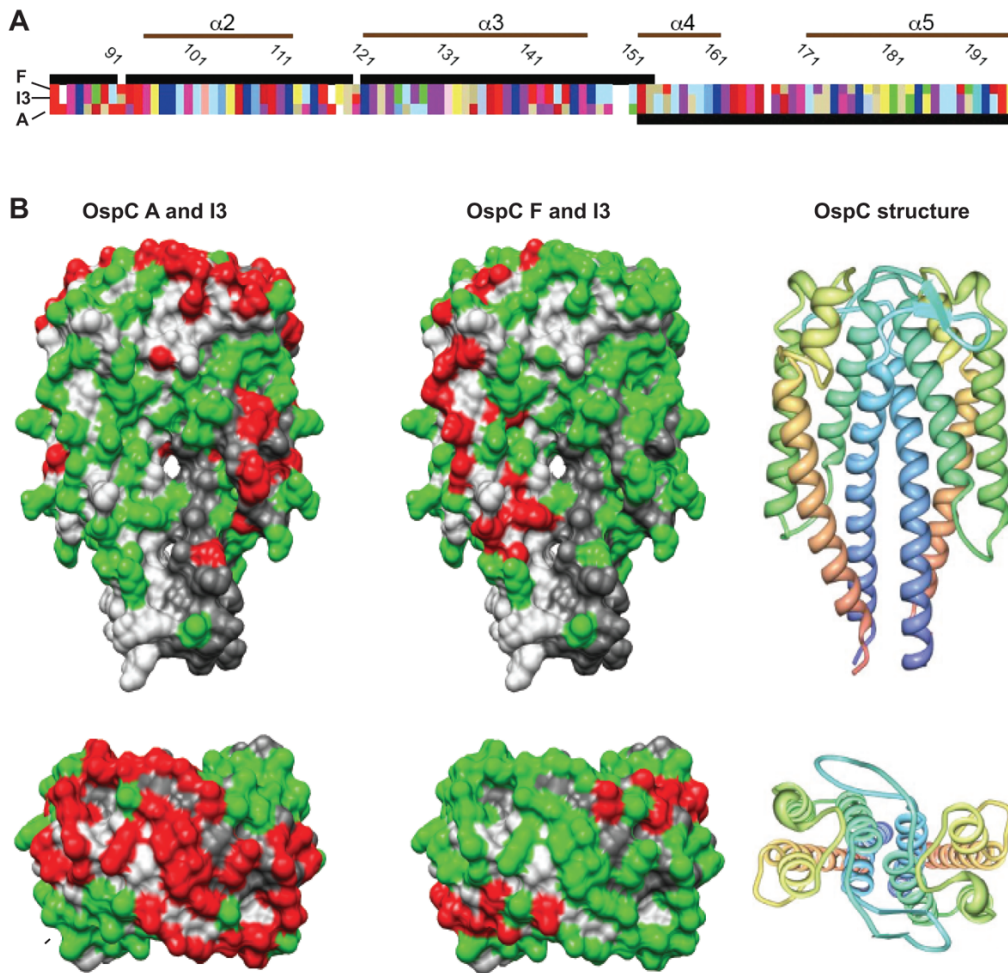 A
α2 α3 α4 α5
91 101 111 121 131 141 151 161 171 181 191
F
I3
A
B
OspC A and I3 OspC F and I3 OspC structure